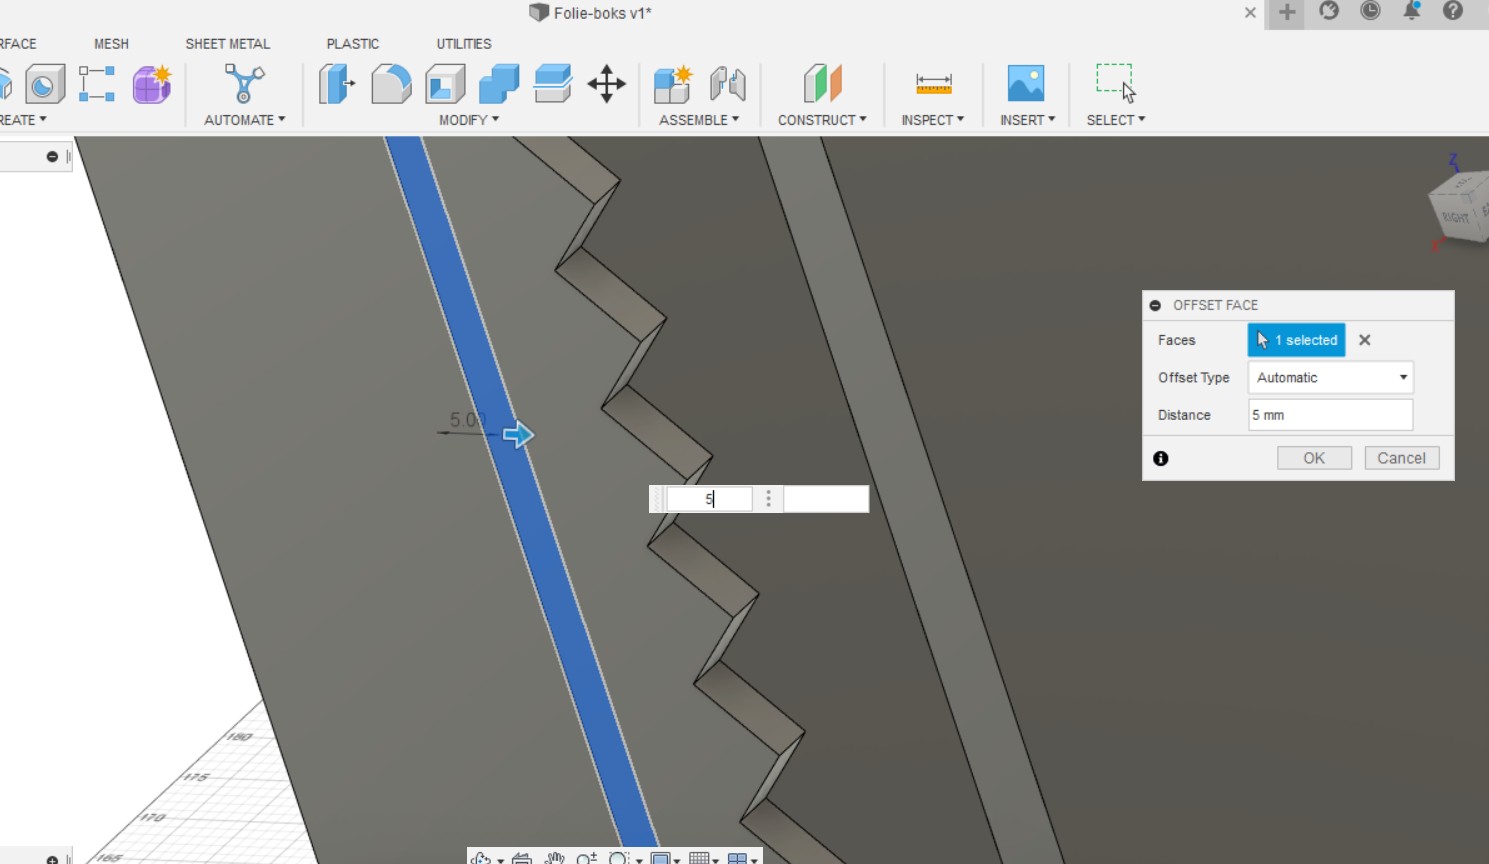 Folie-boks v1*
RFACE
MESH
SHEET METAL
PLASTIC
UTILITIES
REATE
AUTOMATE
MODIFY
ASSEMBLE
CONSTRUCT
INSPECT
INSERT
SELECT
Z
RIGHT
X
OFFSET FACE
Faces
1 selected
Offset Type
Automatic
Distance
5 mm
OK
Cancel
5.00
5
180
175
170
165